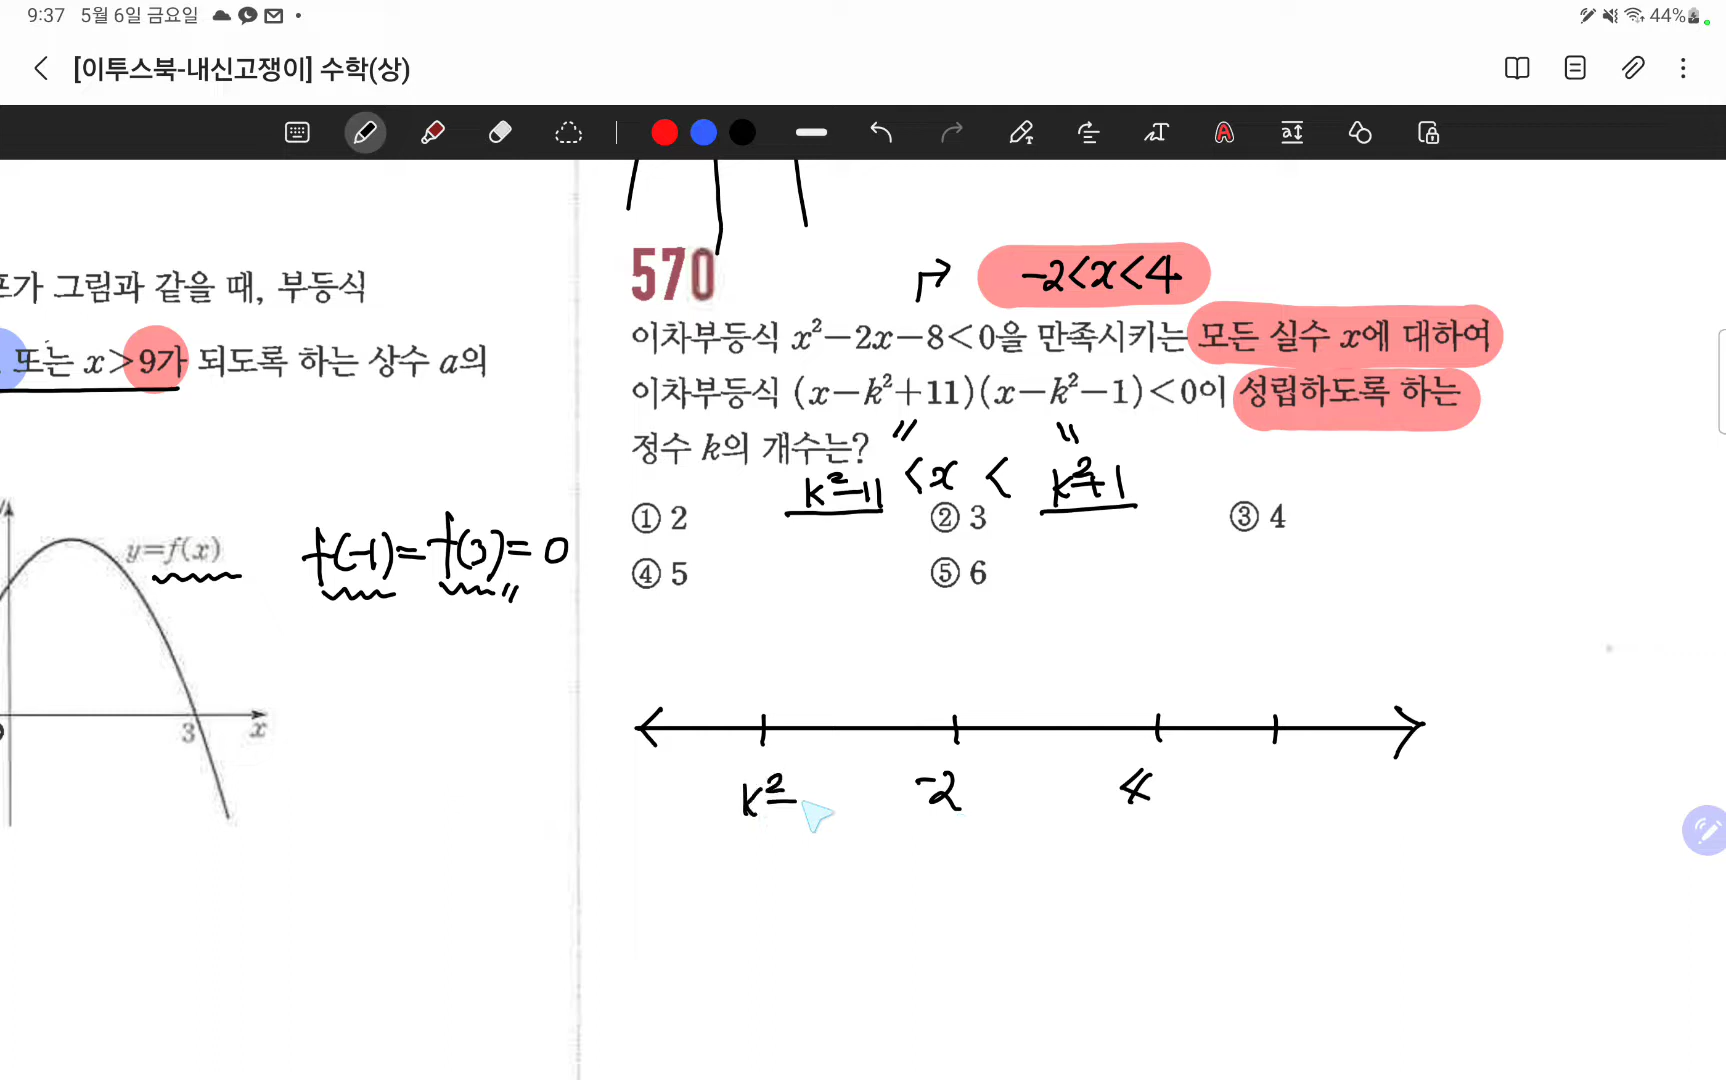 9:37 5월 6일 금요일
44%
[이투스북-내신고쟁이] 수학(상)
가 그림과 같을 때, 부등식
또는 x>9가 되도록 하는 상수 a의
y=f(x)
3
x
f(-1)=f(3)=0
570
-2<x<4
이차부등식 x²-2x-8<0을 만족시키는 모든 실수 x에 대하여
이차부등식 (x-k²+11)(x-k²-1)<0이 성립하도록 하는
정수 k의 개수는?
k²-11 <x< k²+1
① 2 ② 3 ③ 4
④ 5 ⑤ 6
k²- -2 4